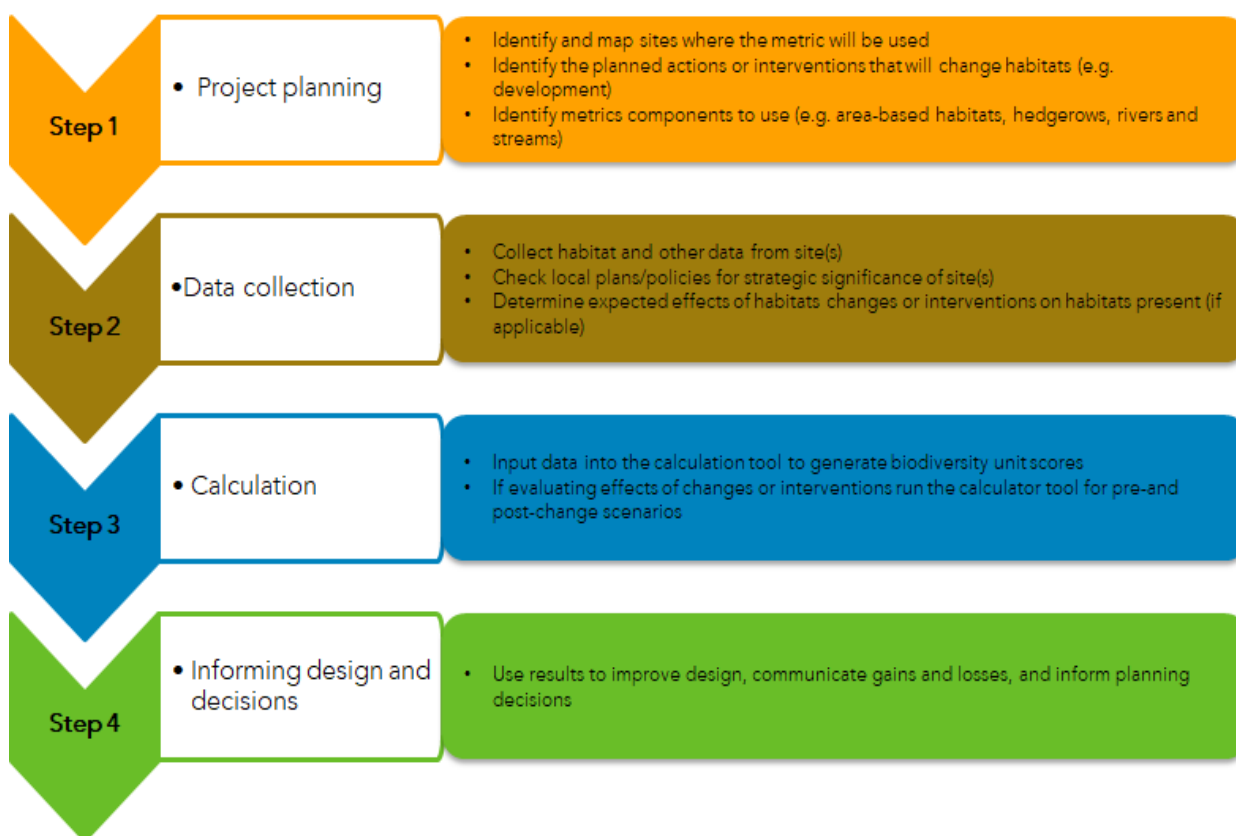 Step 1
• Project planning
• Identify and map sites where the metric will be used
• Identify the planned actions or interventions that will change habitats (e.g.
development)
• Identify metrics components to use (e.g. area-based habitats, hedgerows, rivers and
streams)
Step 2
•Data collection
• Collect habitat and other data from site(s)
• Check local plans/policies for strategic significance of site(s)
• Determine expected effects of habitats changes or interventions on habitats present (if
applicable)
Step 3
• Calculation
• Input data into the calculation tool to generate biodiversity unit scores
• If evaluating effects of changes or interventions run the calculator tool for pre-and
post-change scenarios
Step 4
• Informing design and
decisions
• Use results to improve design, communicate gains and losses, and inform planning
decisions